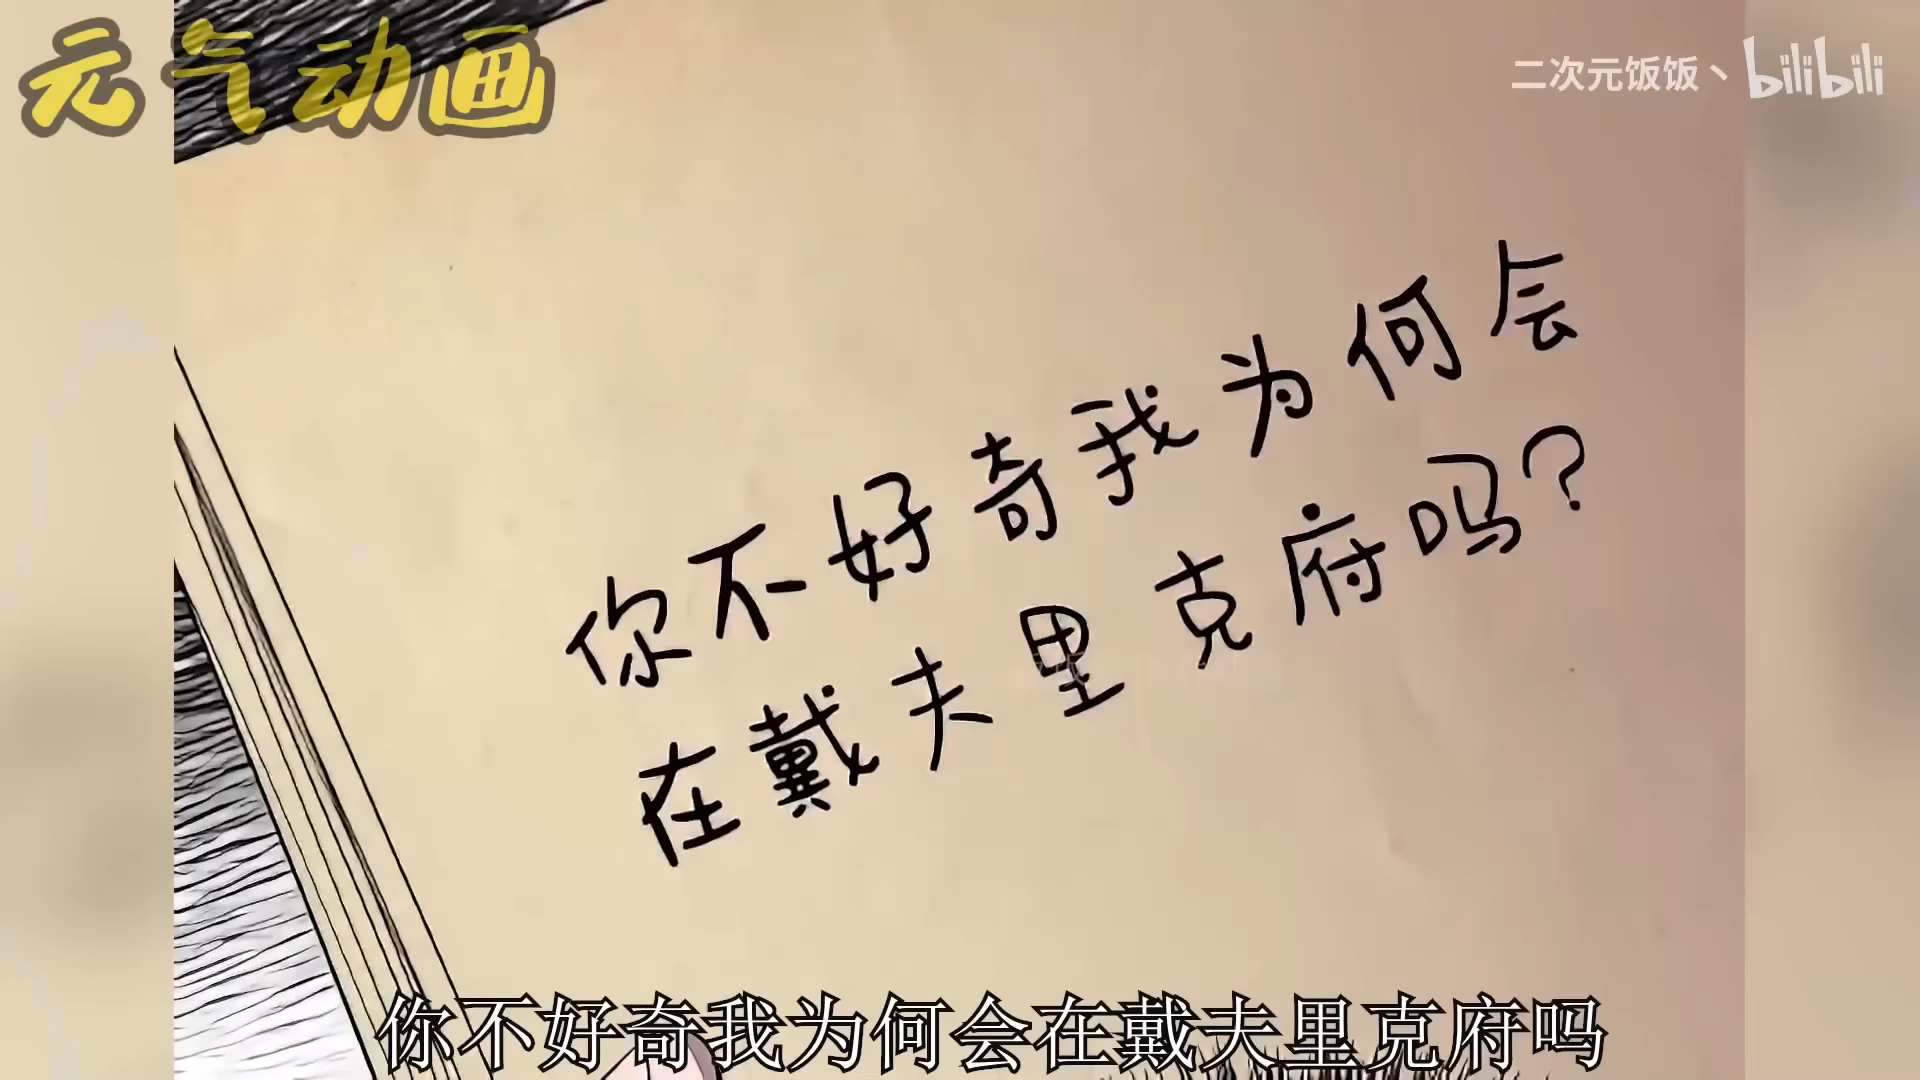 元气动画
二次元饭饭丶 bilibili
你不好奇我为何会
在戴夫里克府吗?
你不好奇我为何会在戴夫里克府吗